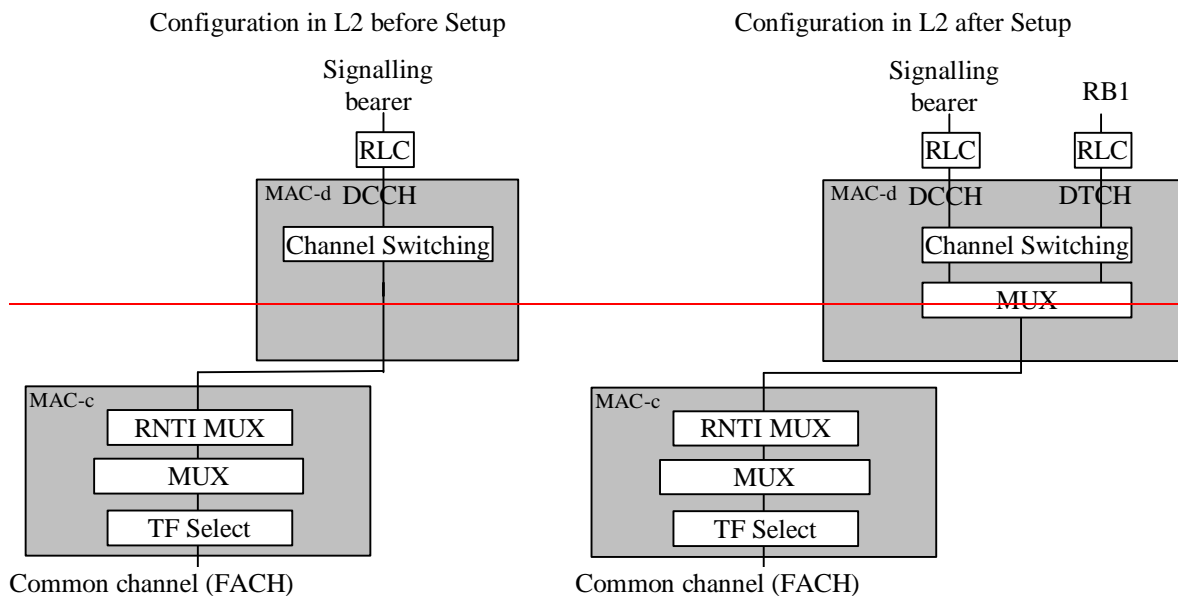 Configuration in L2 before Setup
Signalling
bearer
RLC
MAC-d DCCH
Channel Switching
MAC-c
RNTI MUX
MUX
TF Select
Common channel (FACH)
Configuration in L2 after Setup
Signalling
bearer
RB1
RLC RLC
MAC-d DCCH DTCH
Channel Switching
MUX
MAC-c
RNTI MUX
MUX
TF Select
Common channel (FACH)